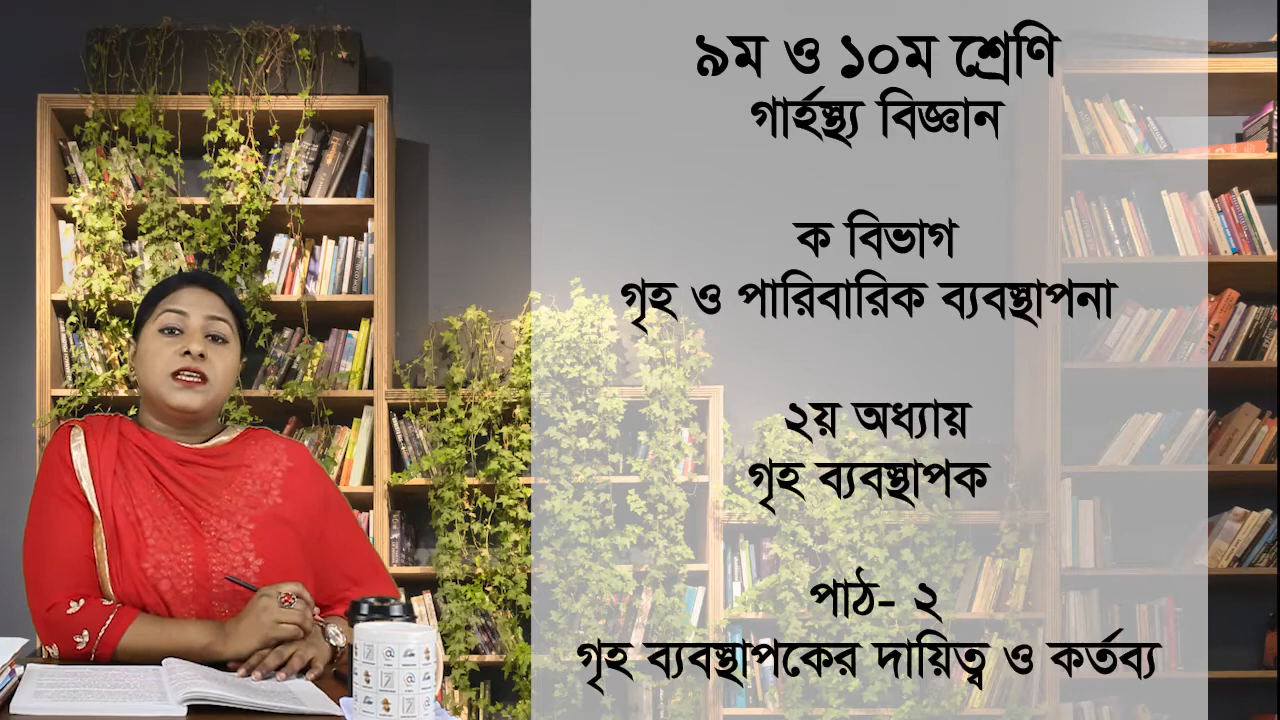 ৯ম ও ১০ম শ্রেণি
গার্হস্থ্য বিজ্ঞান
ক বিভাগ
গৃহ ও পারিবারিক ব্যবস্থাপনা
২য় অধ্যায়
গৃহ ব্যবস্থাপক
পাঠ- ২
গৃহ ব্যবস্থাপকের দায়িত্ব ও কর্তব্য